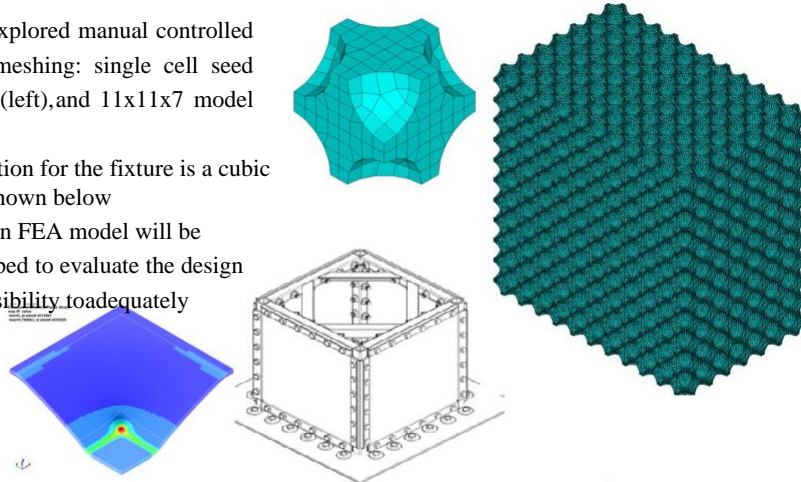 xplored manual controlled
meshing: single cell seed
(left),and 11x11x7 model
tion for the fixture is a cubic
hown below
n FEA model will be
ped to evaluate the design
sibility toadequately